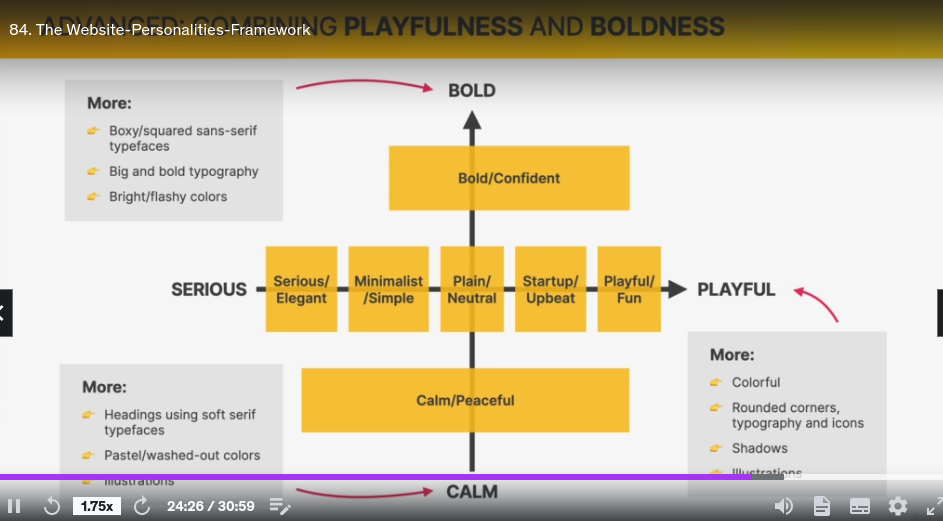 ADVANCED: COMBINING PLAYFULNESS AND BOLDNESS
84. The Website-Personalities-Framework
More:
Boxy/squared sans-serif
typefaces
Big and bold typography
Bright/flashy colors
BOLD
Bold/Confident
SERIOUS
Serious/
Elegant
Minimalist
/Simple
Plain/
Neutral
Startup/
Upbeat
Playful/
Fun
PLAYFUL
More:
Headings using soft serif
typefaces
Pastel/washed-out colors
Illustrations
Calm/Peaceful
More:
Colorful
Rounded corners,
typography and icons
Shadows
Illustrations
CALM
1.75x
24:26 / 30:59